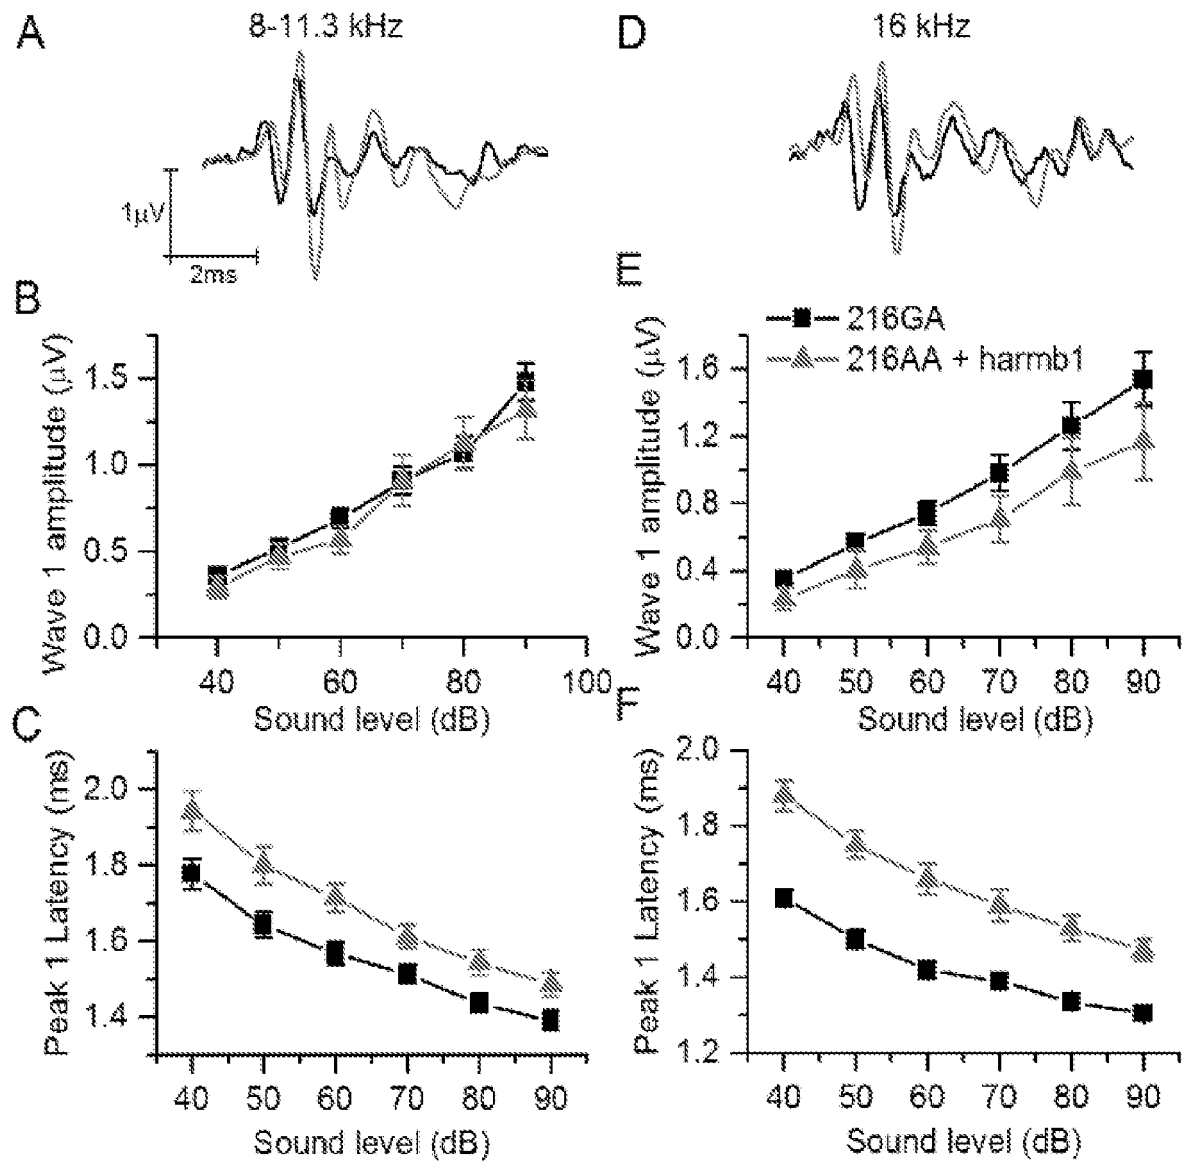 A
8-11.3 kHz
1μV
2ms
D
16 kHz
B
Wave 1 amplitude (μV)
1.5
1.0
0.5
0.0
40
60
80
100
Sound level (dB)
E
216GA
216AA + harmb1
Wave 1 amplitude (μV)
1.6
1.2
0.8
0.4
0.0
40
50
60
70
80
90
Sound level (dB)
C
Peak 1 Latency (ms)
2.0
1.8
1.6
1.4
40
50
60
70
80
90
Sound level (dB)
F
Peak 1 Latency (ms)
2.0
1.8
1.6
1.4
1.2
40
50
60
70
80
90
Sound level (dB)